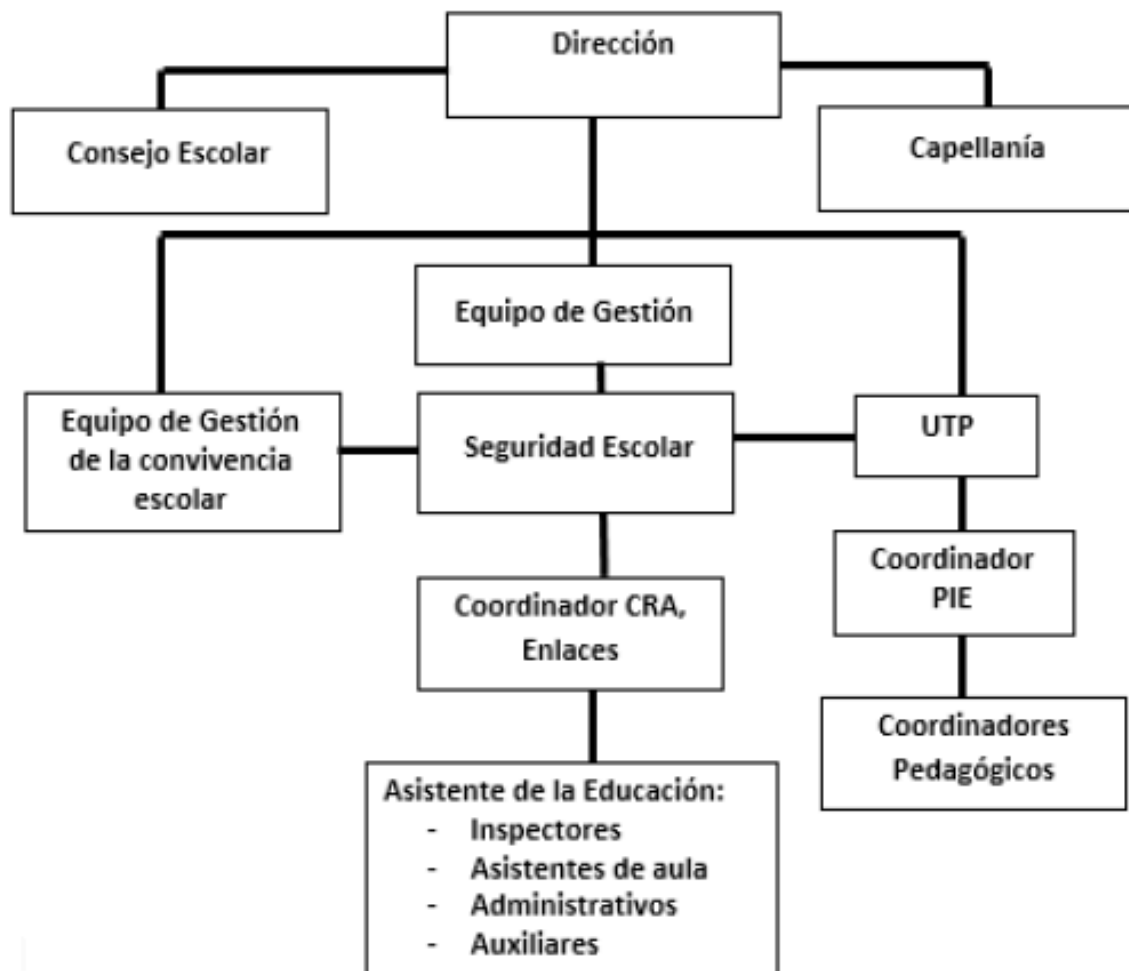 Dirección
Consejo Escolar
Capellanía
Equipo de Gestión
Equipo de Gestión
de la convivencia
escolar
Seguridad Escolar
UTP
Coordinador
PIE
Coordinador CRA,
Enlaces
Coordinadores
Pedagógicos
Asistente de la Educación:
- Inspectores
- Asistentes de aula
- Administrativos
- Auxiliares